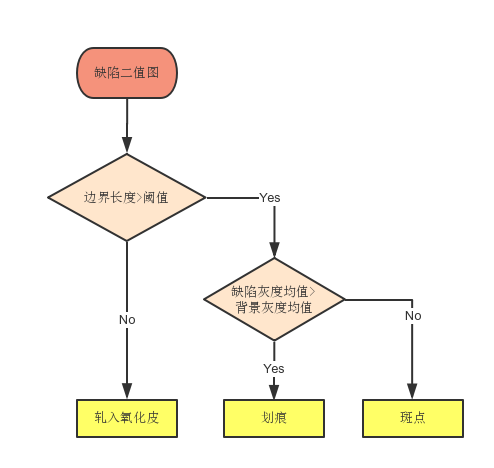 缺陷二值图
边界长度>阈值
Yes
缺陷灰度均值>
背景灰度均值
No
No
Yes
轧入氧化皮
划痕
斑点